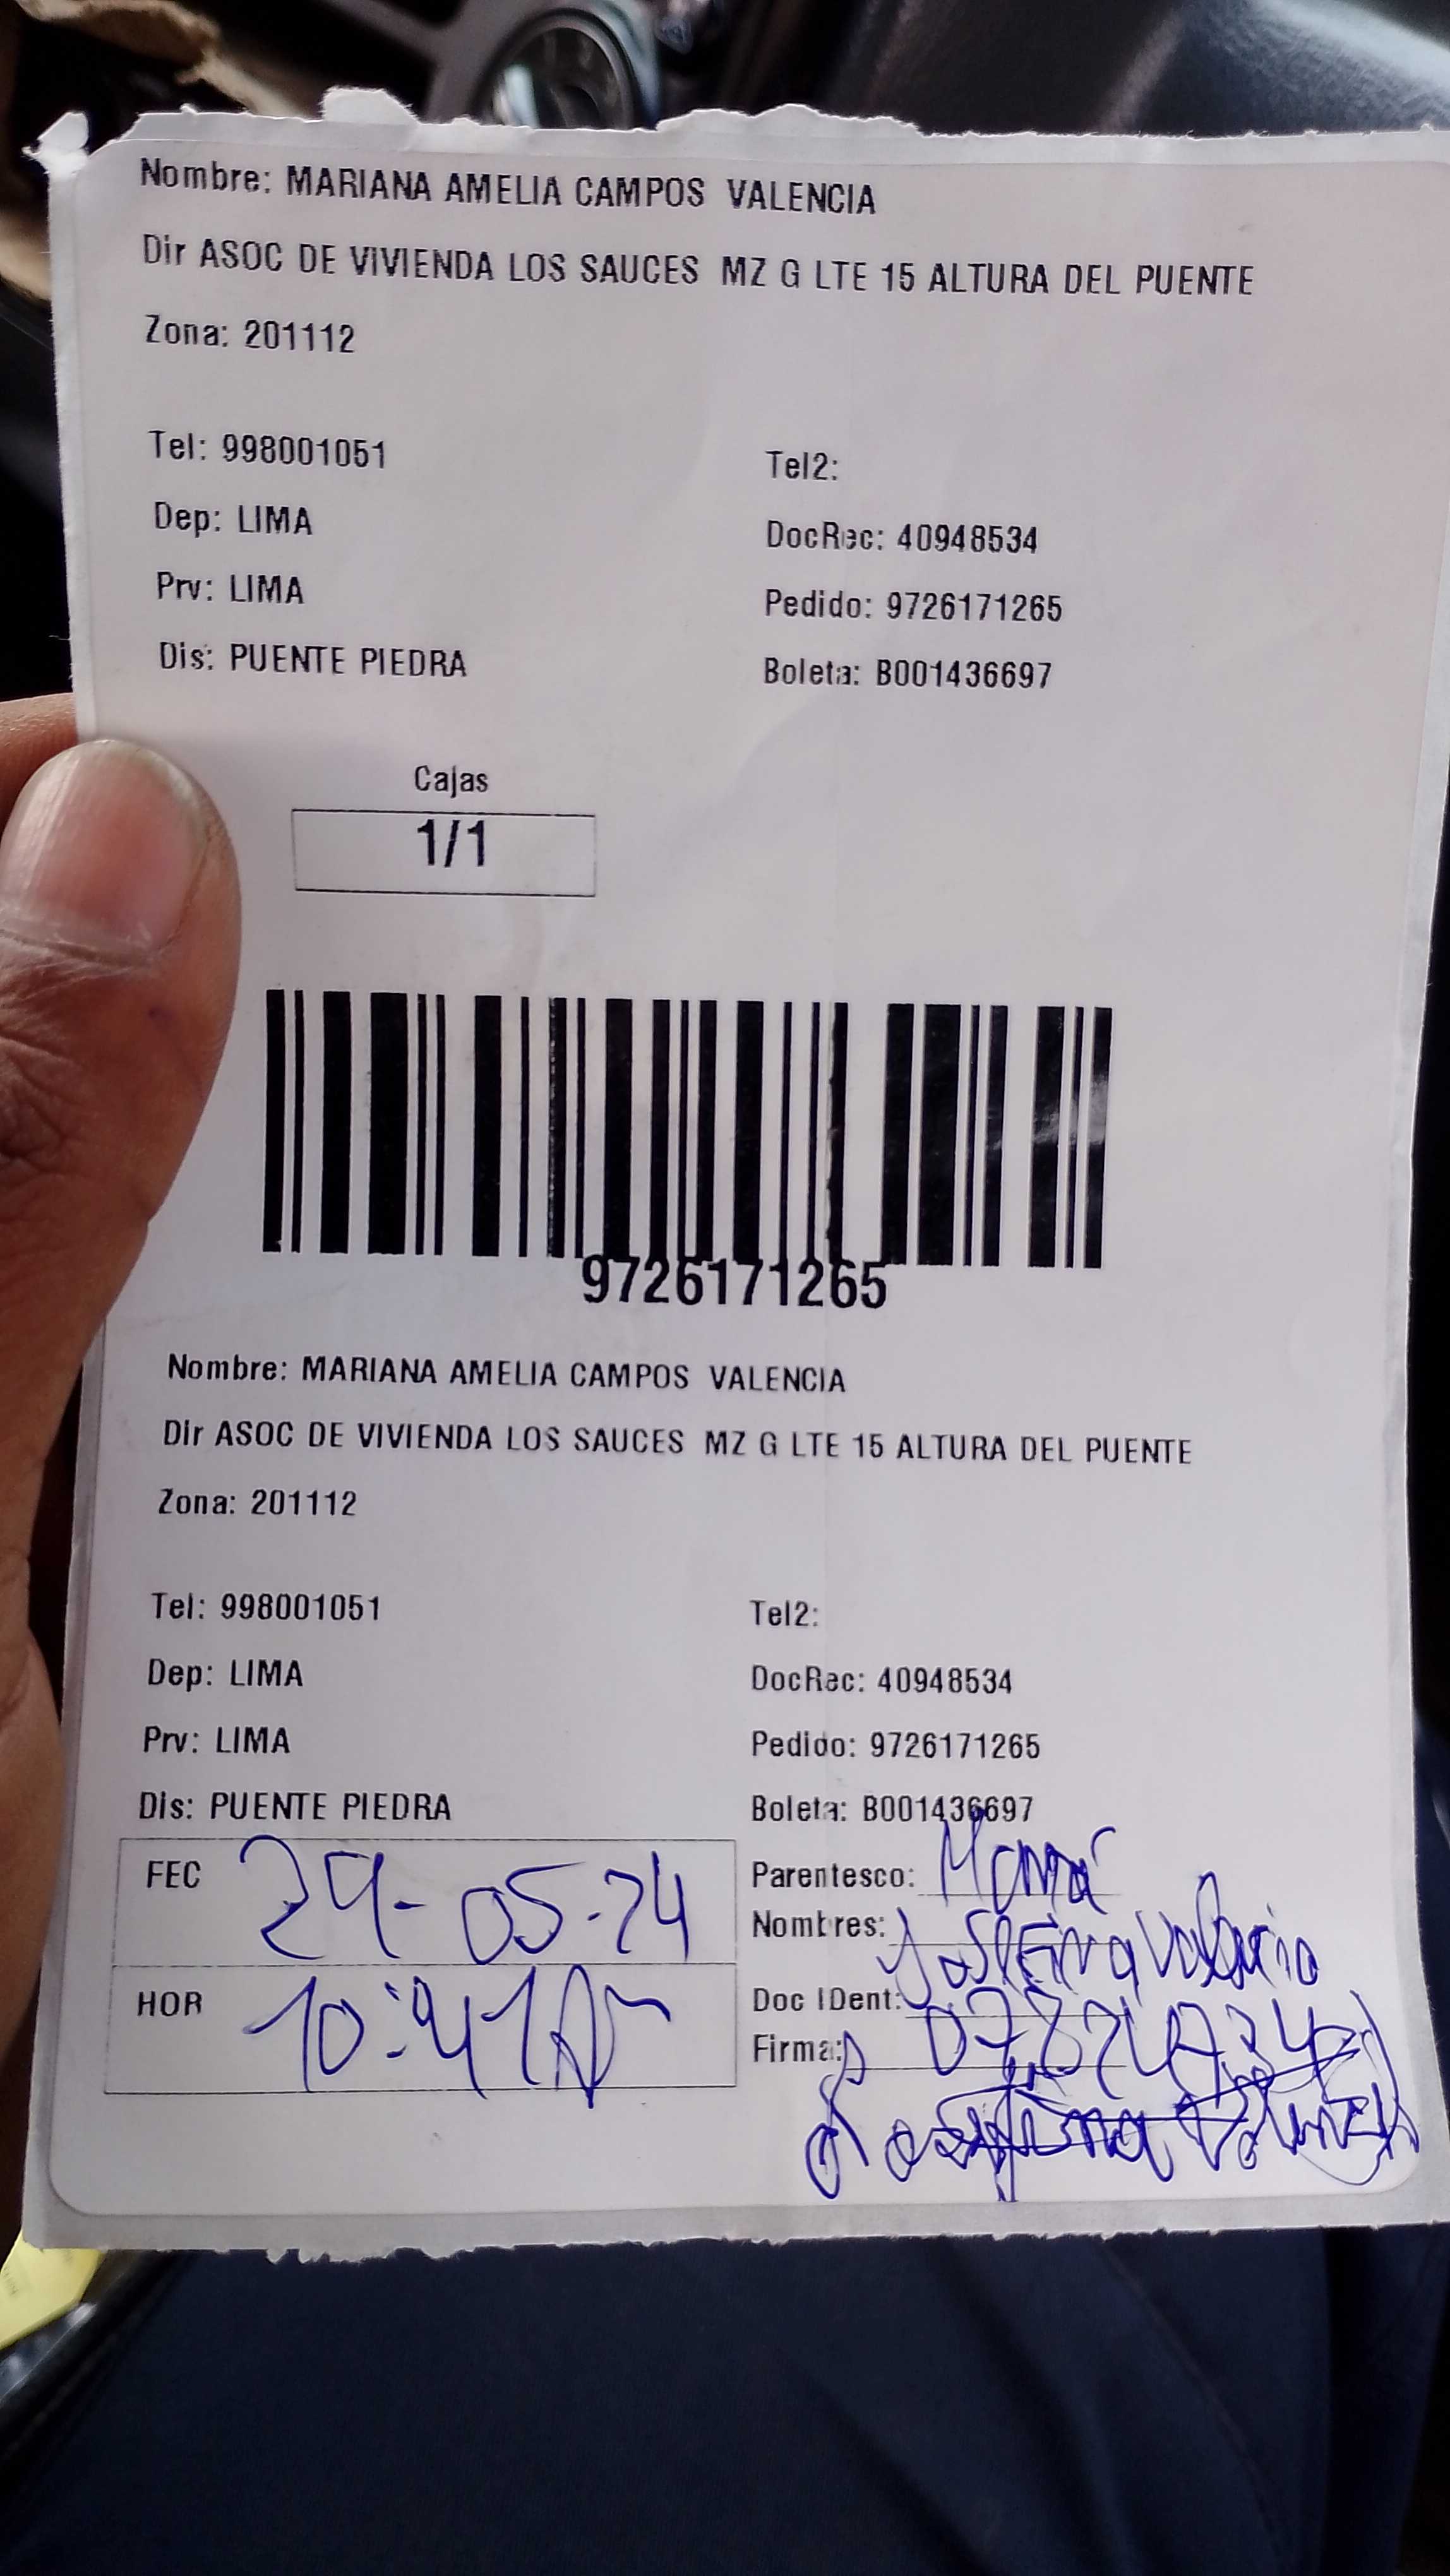 Nombre: MARIANA AMELIA CAMPOS VALENCIA
Dir ASOC DE VIVIENDA LOS SAUCES MZ G LTE 15 ALTURA DEL PUENTE
Zona: 201112
Tel: 998001051 Tel2:
Dep: LIMA DocRec: 40948534
Prv: LIMA Pedido: 9726171265
Dis: PUENTE PIEDRA Boleta: B001436697
Cajas
1/1
9726171265
Nombre: MARIANA AMELIA CAMPOS VALENCIA
Dir ASOC DE VIVIENDA LOS SAUCES MZ G LTE 15 ALTURA DEL PUENTE
Zona: 201112
Tel: 998001051 Tel2:
Dep: LIMA DocRec: 40948534
Prv: LIMA Pedido: 9726171265
Dis: PUENTE PIEDRA Boleta: B001436697
FEC 24-05-24 Parentesco: Mamá
Nombres:
HOR 10:41 Am Doc IDent:
Firma: